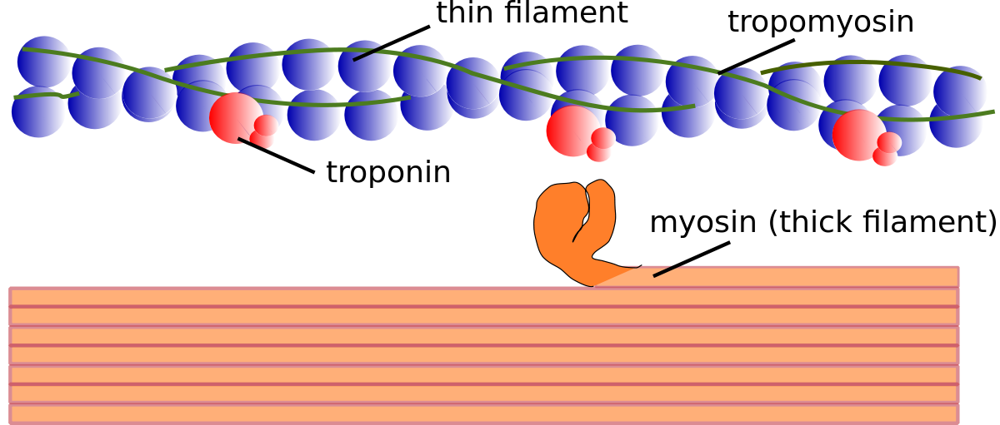 thin filament
tropomyosin
troponin
myosin (thick filament)